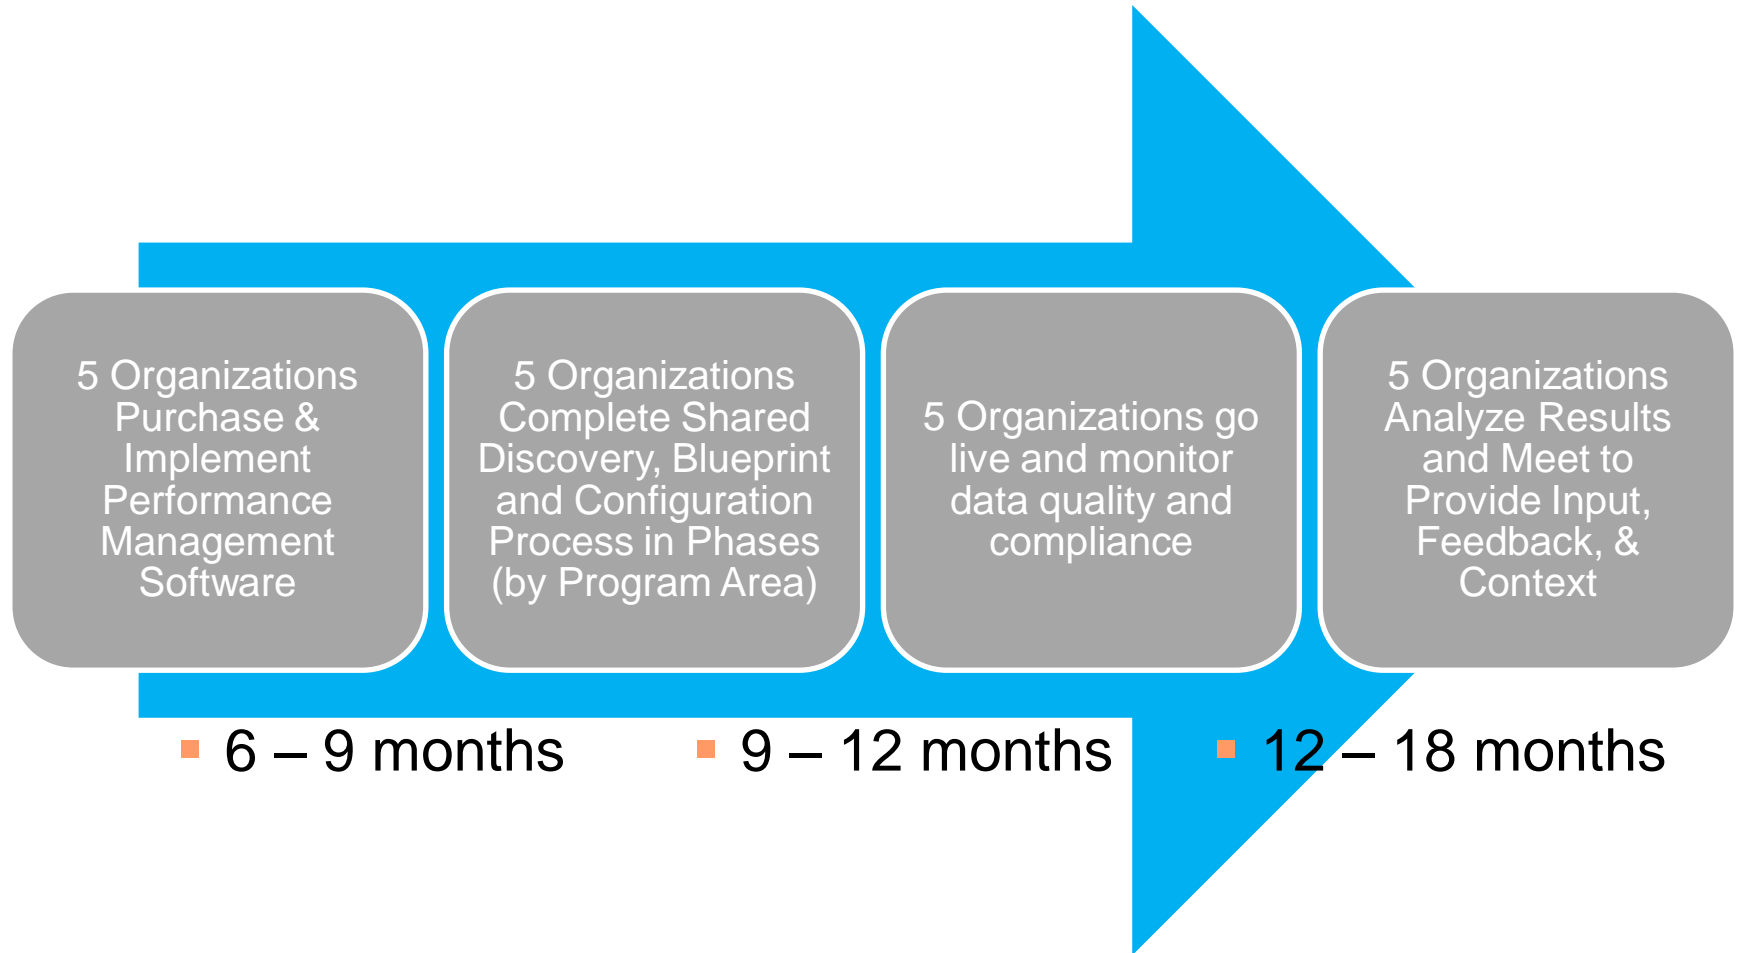 5 Organizations
Purchase &
Implement
Performance
Management
Software
5 Organizations
Complete Shared
Discovery, Blueprint
and Configuration
Process in Phases
(by Program Area)
5 Organizations go
live and monitor
data quality and
compliance
5 Organizations
Analyze Results
and Meet to
Provide Input,
Feedback, &
Context
6 – 9 months
9 – 12 months
12 – 18 months